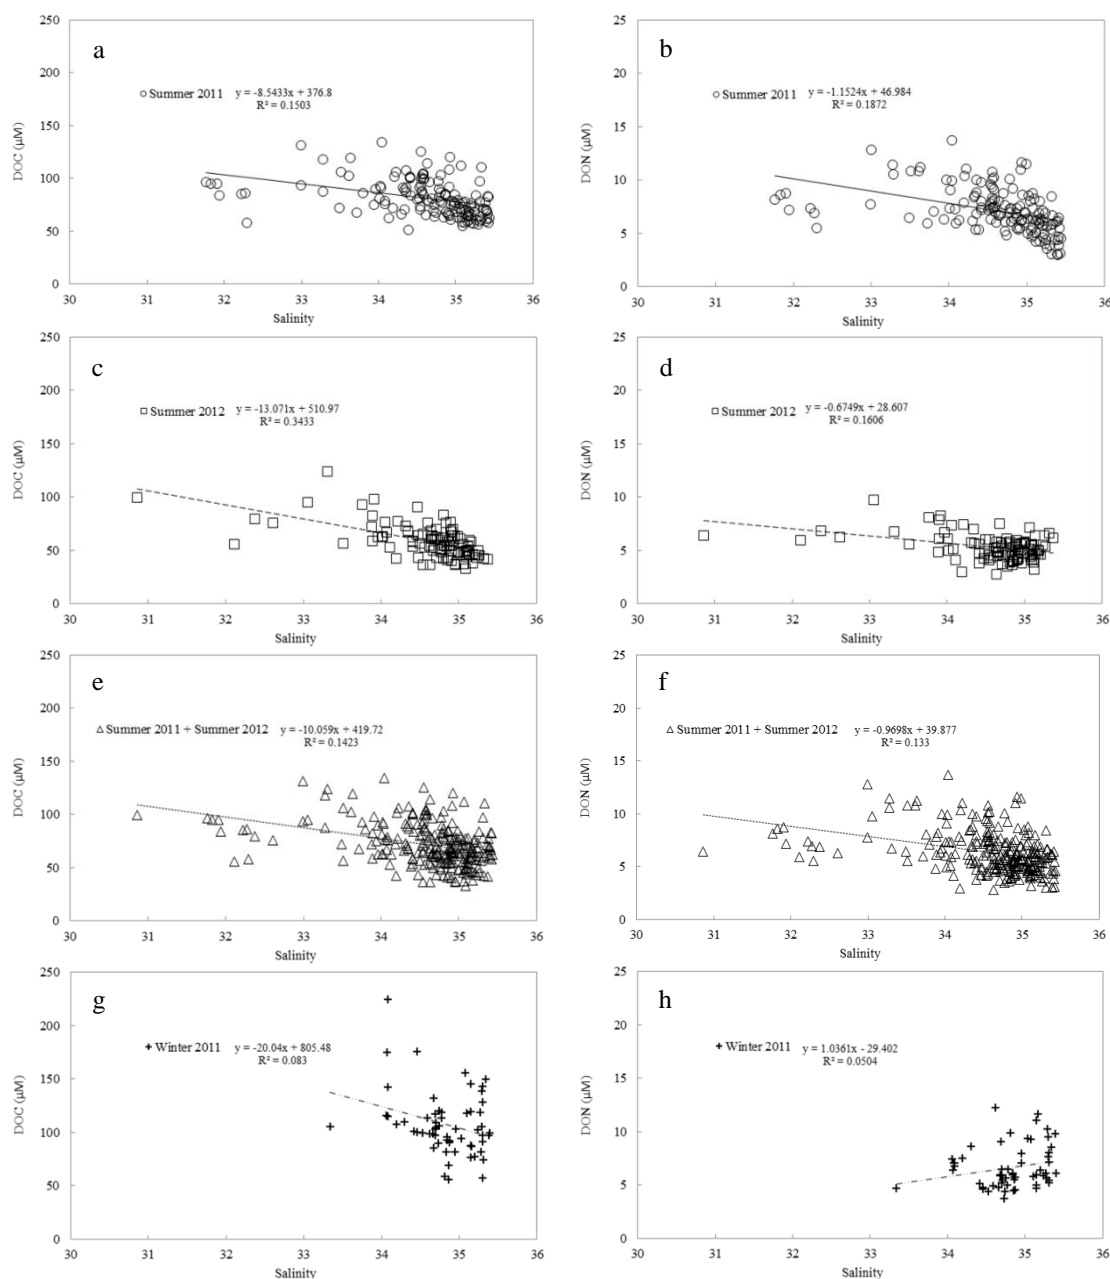 a
250
200
150
100
50
0
DOC (μM)
Summer 2011 y = -8.5433x + 376.8
R² = 0.1503
30 31 32 33 34 35 36
Salinity
b
25
20
15
10
5
0
DON (μM)
Summer 2011 y = -1.1524x + 46.984
R² = 0.1872
30 31 32 33 34 35 36
Salinity
c
250
200
150
100
50
0
DOC (μM)
Summer 2012 y = -13.071x + 510.97
R² = 0.3433
30 31 32 33 34 35 36
Salinity
d
25
20
15
10
5
0
DON (μM)
Summer 2012 y = -0.6749x + 28.607
R² = 0.1606
30 31 32 33 34 35 36
Salinity
e
250
200
150
100
50
0
DOC (μM)
Summer 2011 + Summer 2012 y = -10.059x + 419.72
R² = 0.1423
30 31 32 33 34 35 36
Salinity
f
25
20
15
10
5
0
DON (μM)
Summer 2011 + Summer 2012 y = -0.9698x + 39.877
R² = 0.133
30 31 32 33 34 35 36
Salinity
g
250
200
150
100
50
0
DOC (μM)
Winter 2011 y = -20.04x + 805.48
R² = 0.083
30 31 32 33 34 35 36
Salinity
h
25
20
15
10
5
0
DON (μM)
Winter 2011 y = 1.0361x - 29.402
R² = 0.0504
30 31 32 33 34 35 36
Salinity